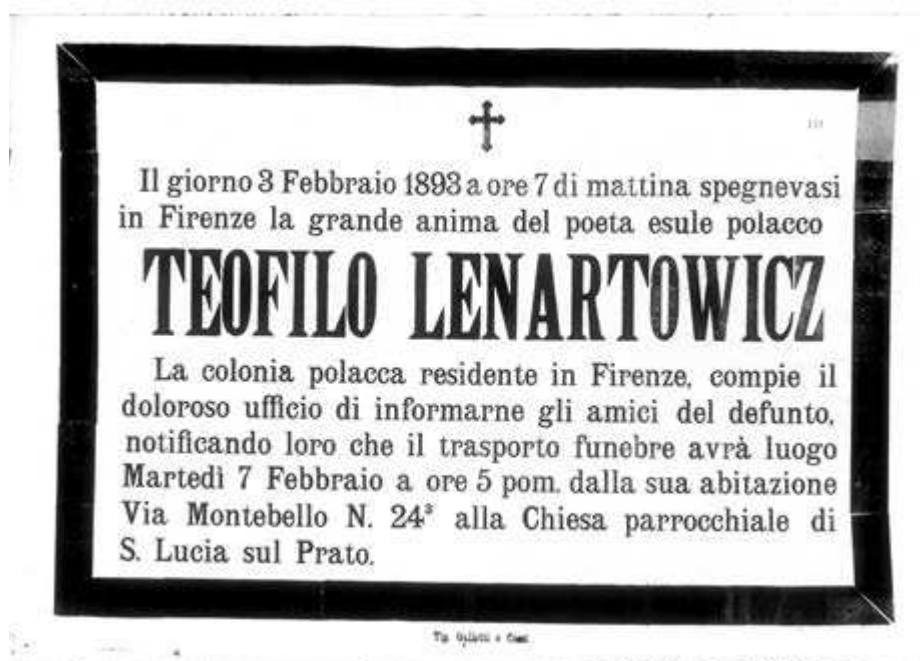 Il giorno 3 Febbraio 1893 a ore 7 di mattina spegnevasi
in Firenze la grande anima del poeta esule polacco
TEOFILO LENARTOWICZ
La colonia polacca residente in Firenze, compie il
doloroso ufficio di informarne gli amici del defunto,
notificando loro che il trasporto funebre avrà luogo
Martedì 7 Febbraio a ore 5 pom. dalla sua abitazione
Via Montebello N. 24³ alla Chiesa parrocchiale di
S. Lucia sul Prato.
Tip.